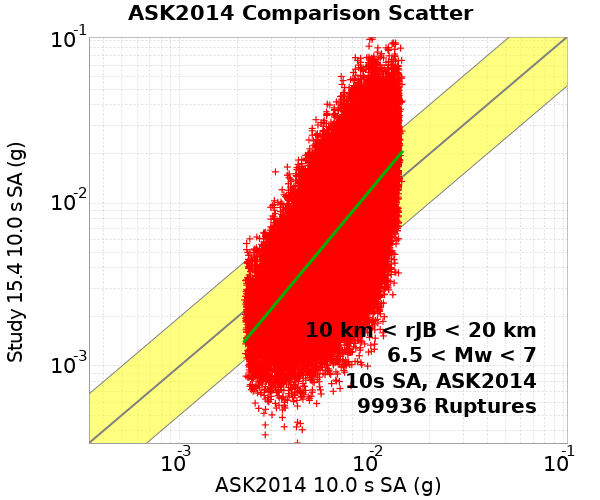 ASK2014 Comparison Scatter
10^-1
10^-2
10^-3
Study 15.4 10.0 s SA (g)
10 km < rJB < 20 km
6.5 < Mw < 7
10s SA, ASK2014
99936 Ruptures
10^-3 10^-2 10^-1
ASK2014 10.0 s SA (g)